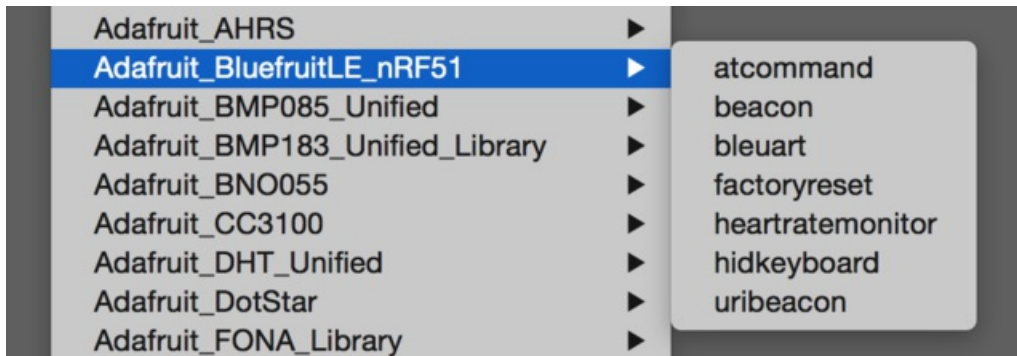 Adafruit_AHRS
Adafruit_BluefruitLE_nRF51
Adafruit_BMP085_Unified
Adafruit_BMP183_Unified_Library
Adafruit_BNO055
Adafruit_CC3100
Adafruit_DHT_Unified
Adafruit_DotStar
Adafruit_FONA_Library
atcommand
beacon
bleuart
factoryreset
heartratemonitor
hidkeyboard
uribeacon